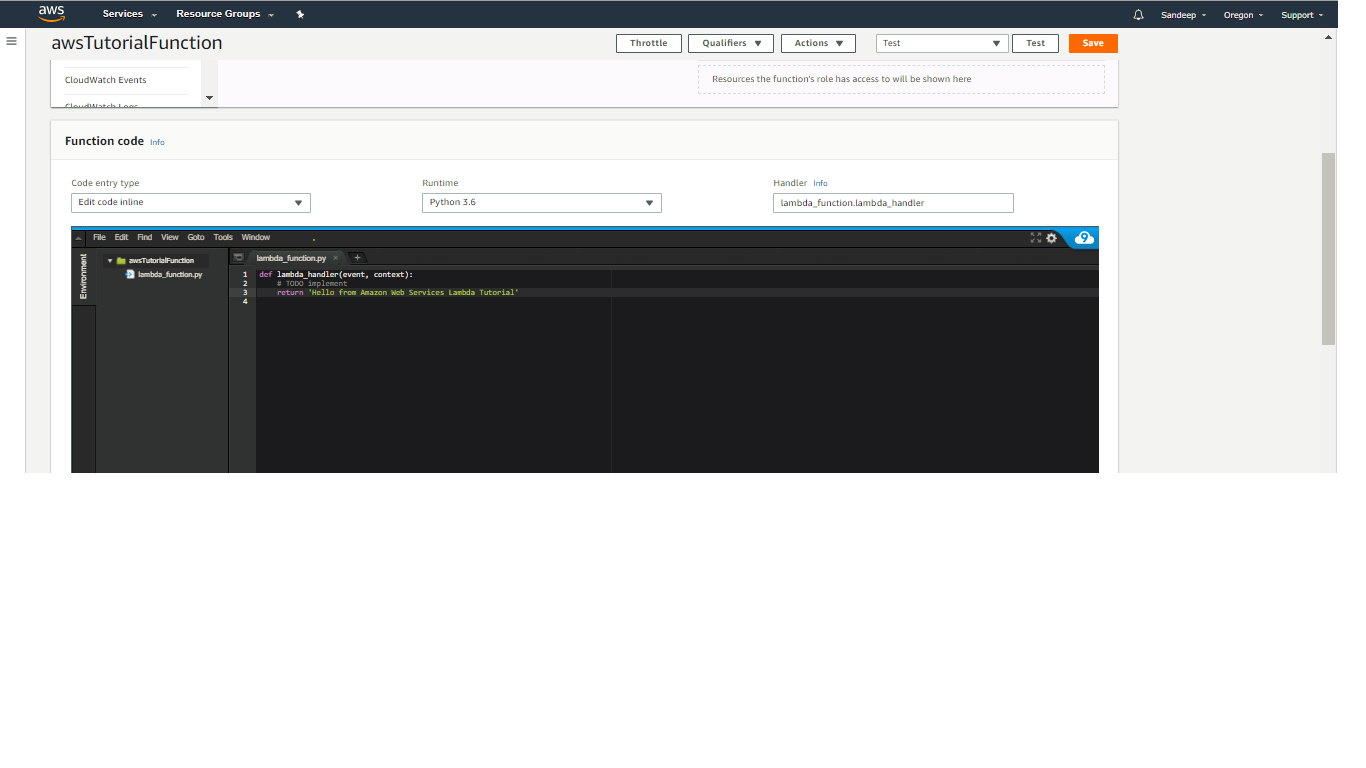 aws Services Resource Groups Sandeep Oregon Support
awsTutorialFunction Throttle Qualifiers Actions Test Test Save
CloudWatch Events Resources the function's role has access to will be shown here
CloudWatch Logs
Function code Info
Code entry type Runtime Handler Info
Edit code inline Python 3.6 lambda_function.lambda_handler
File Edit Find View Goto Tools Window 9
Environment
awsTutorialFunction
lambda_function.py
lambda_function.py × +
1 def lambda_handler(event, context):
2 # TODO implement
3 return 'Hello from Amazon Web Services Lambda Tutorial'
4